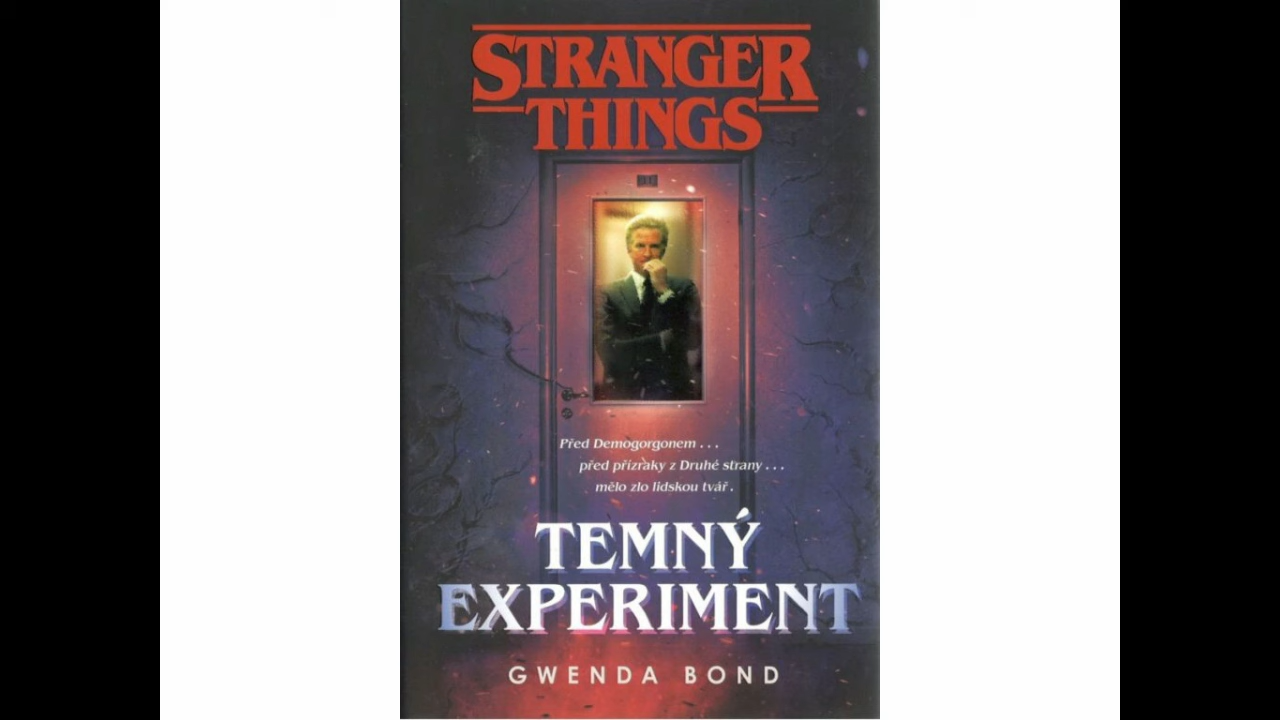 STRANGER
THINGS
Před Demogorgonem . . .
před přízraky z Druhé strany . . .
mělo zlo lidskou tvář .
TEMNÝ
EXPERIMENT
GWENDA BOND